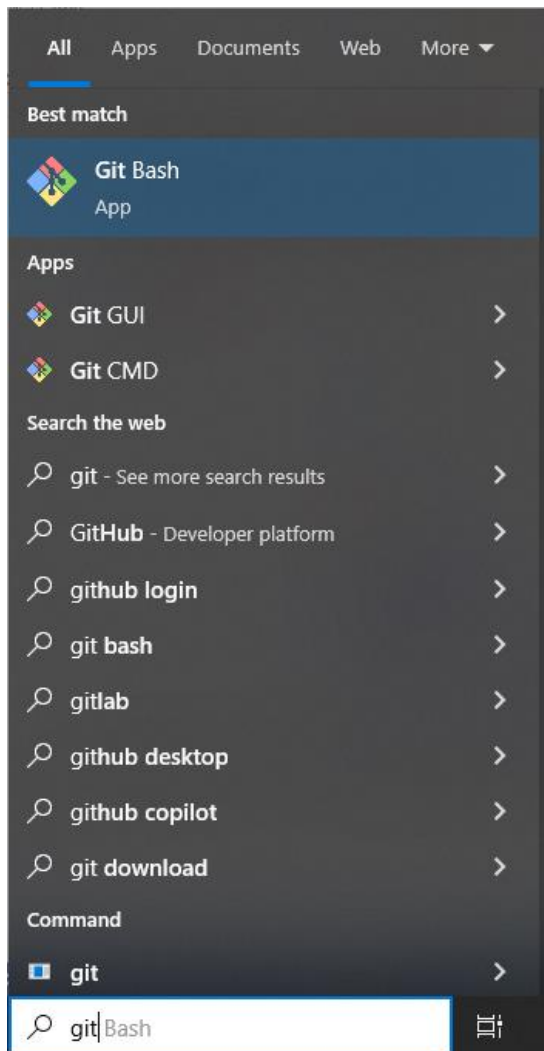 All Apps Documents Web More
Best match
Git Bash
App
Apps
Git GUI
Git CMD
Search the web
git - See more search results
GitHub - Developer platform
github login
git bash
gitlab
github desktop
github copilot
git download
Command
git
git Bash